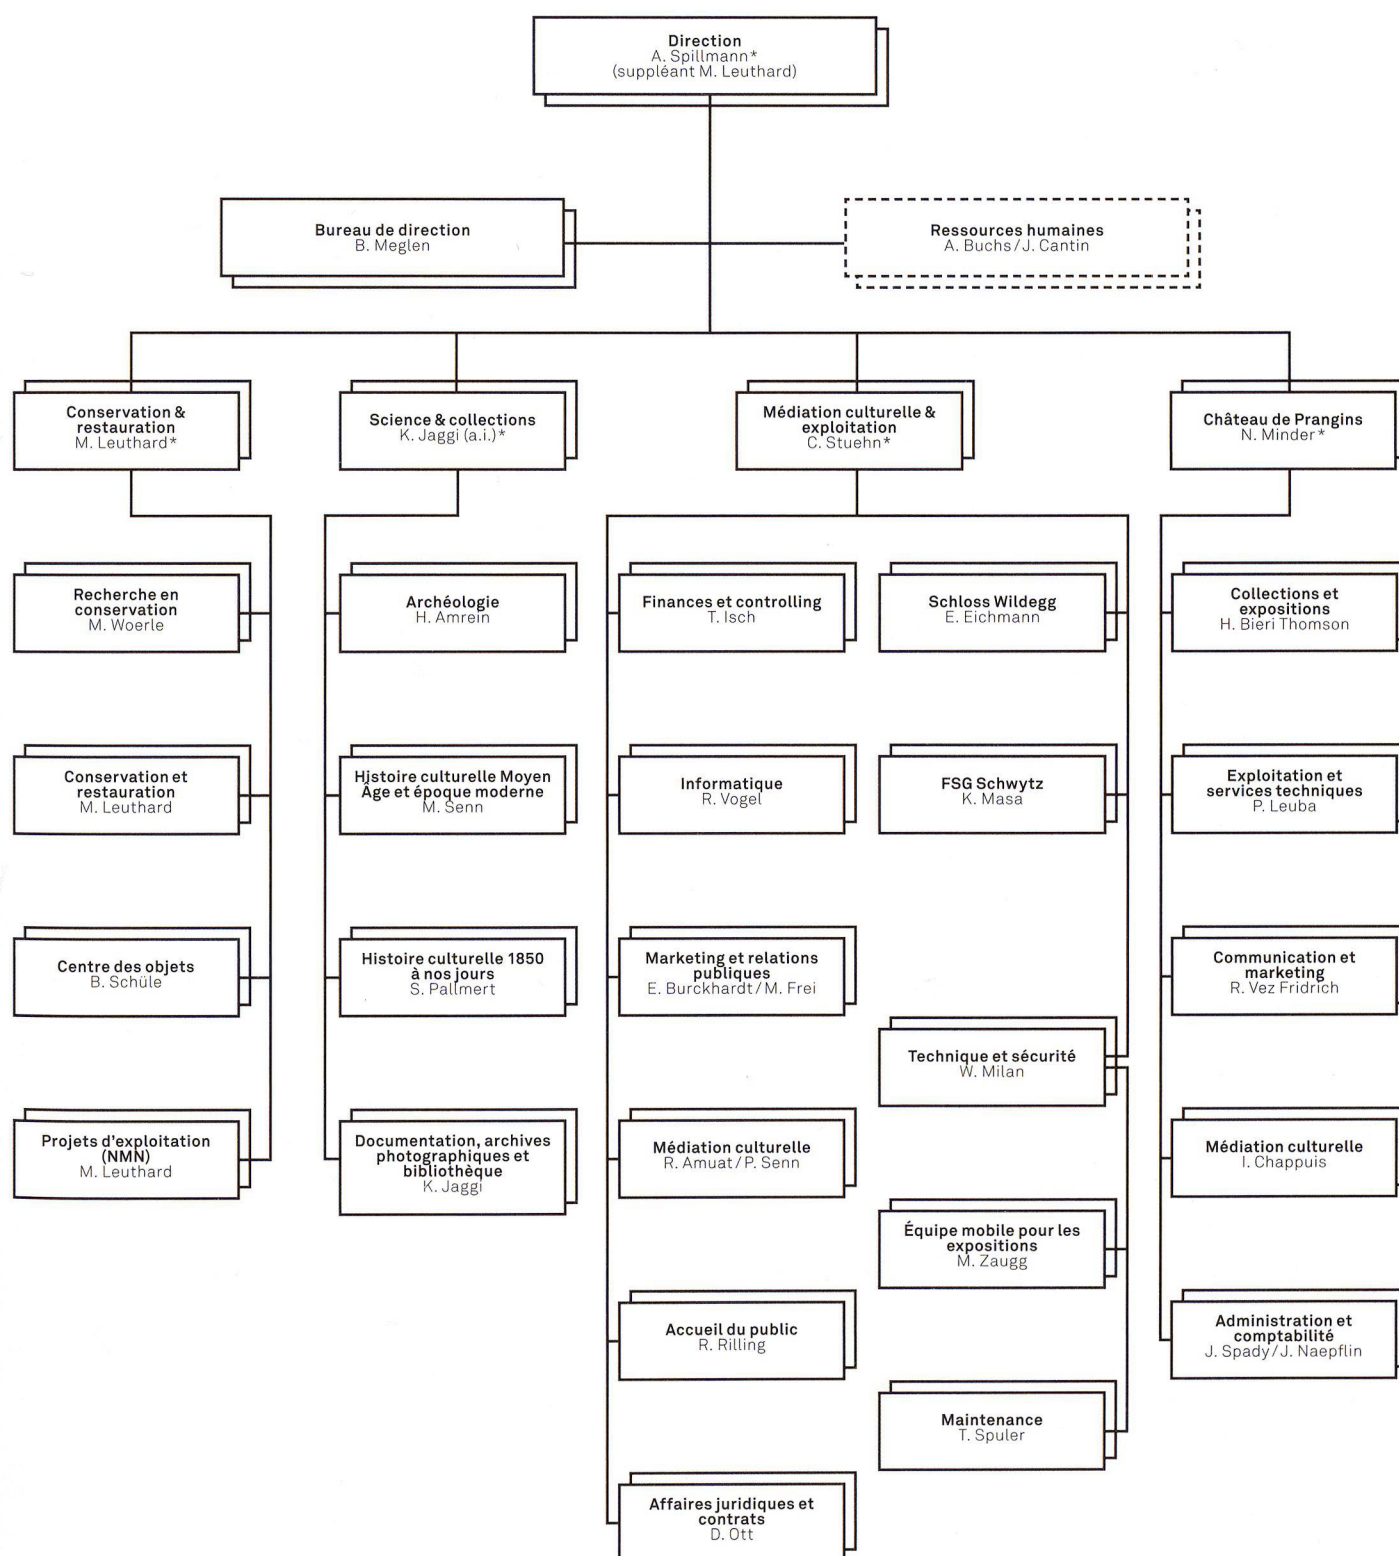 Direction
A. Spillmann*
(suppléant M. Leuthard)
Bureau de direction
B. Meglen
Ressources humaines
A. Buchs/J. Cantin
Conservation &
restauration
M. Leuthard*
Science & collections
K. Jaggi (a.i.)*
Médiation culturelle &
exploitation
C. Stuehn*
Château de Prangins
N. Minder*
Recherche en
conservation
M. Woerle
Conservation et
restauration
M. Leuthard
Centre des objets
B. Schüle
Projets d'exploitation
(NMN)
M. Leuthard
Archéologie
H. Amrein
Histoire culturelle Moyen
Âge et époque moderne
M. Senn
Histoire culturelle 1850
à nos jours
S. Pallmert
Documentation, archives
photographiques et
bibliothèque
K. Jaggi
Finances et controlling
T. Isch
Informatique
R. Vogel
Marketing et relations
publiques
E. Burckhardt/M. Frei
Médiation culturelle
R. Amuat/P. Senn
Accueil du public
R. Rilling
Affaires juridiques et
contrats
D. Ott
Schloss Wildegg
E. Eichmann
FSG Schwytz
K. Masa
Technique et sécurité
W. Milan
Équipe mobile pour les
expositions
M. Zaugg
Maintenance
T. Spuler
Collections et
expositions
H. Bieri Thomson
Exploitation et
services techniques
P. Leuba
Communication et
marketing
R. Vez Fridrich
Médiation culturelle
I. Chappuis
Administration et
comptabilité
J. Spady/J. Naepflin